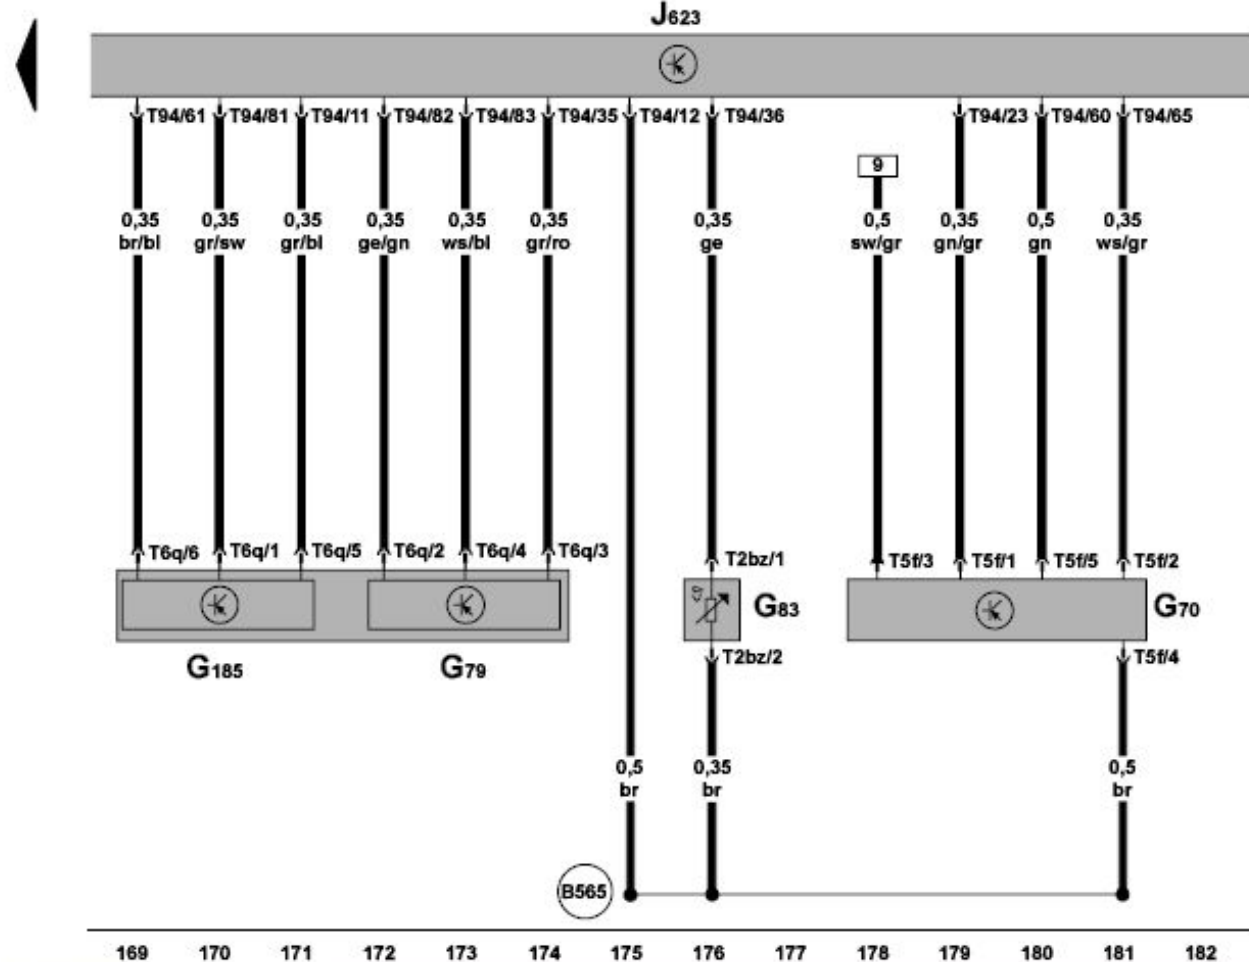 J623
T94/61 T94/81 T94/11 T94/82 T94/83 T94/35 T94/12 T94/36 T94/23 T94/60 T94/65
9
0,35 0,35 0,35 0,35 0,35 0,35 0,35 0,5 0,35 0,5 0,35
br/bl gr/sw gr/bl ge/gn ws/bl gr/ro ge sw/gr gn/gr gn ws/gr
T6q/6 T6q/1 T6q/5 T6q/2 T6q/4 T6q/3 T2bz/1 T5f/3 T5f/1 T5f/5 T5f/2
G83 G70
G185 G79 T2bz/2 T5f/4
0,5 0,35 0,5
br br br
B565
169 170 171 172 173 174 175 176 177 178 179 180 181 182